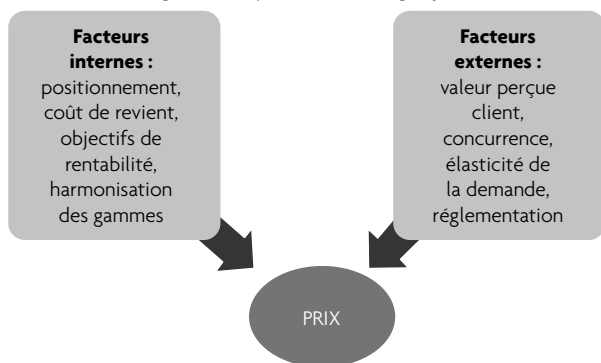 Facteurs
internes :
positionnement,
coût de revient,
objectifs de
rentabilité,
harmonisation
des gammes
Facteurs
externes :
valeur perçue
client,
concurrence,
élasticité de
la demande,
réglementation
PRIX